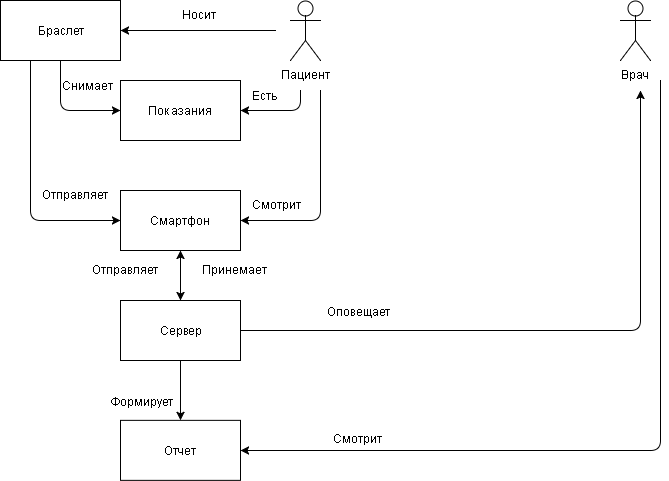 Носит
Браслет
Пациент
Врач
Снимает
Есть
Показания
Отправляет
Смотрит
Смартфон
Отправляет
Принемает
Оповещает
Сервер
Формирует
Смотрит
Отчет